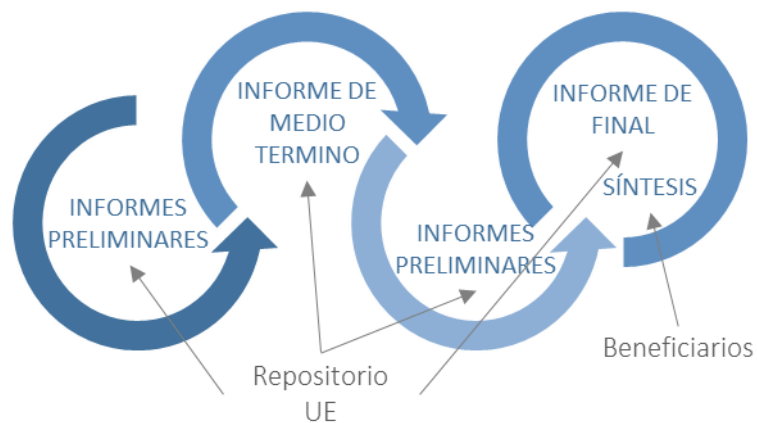 INFORMES
PRELIMINARES
INFORME DE
MEDIO
TERMINO
INFORMES
PRELIMINARES
INFORME DE
FINAL
SÍNTESIS
Repositorio
UE
Beneficiarios